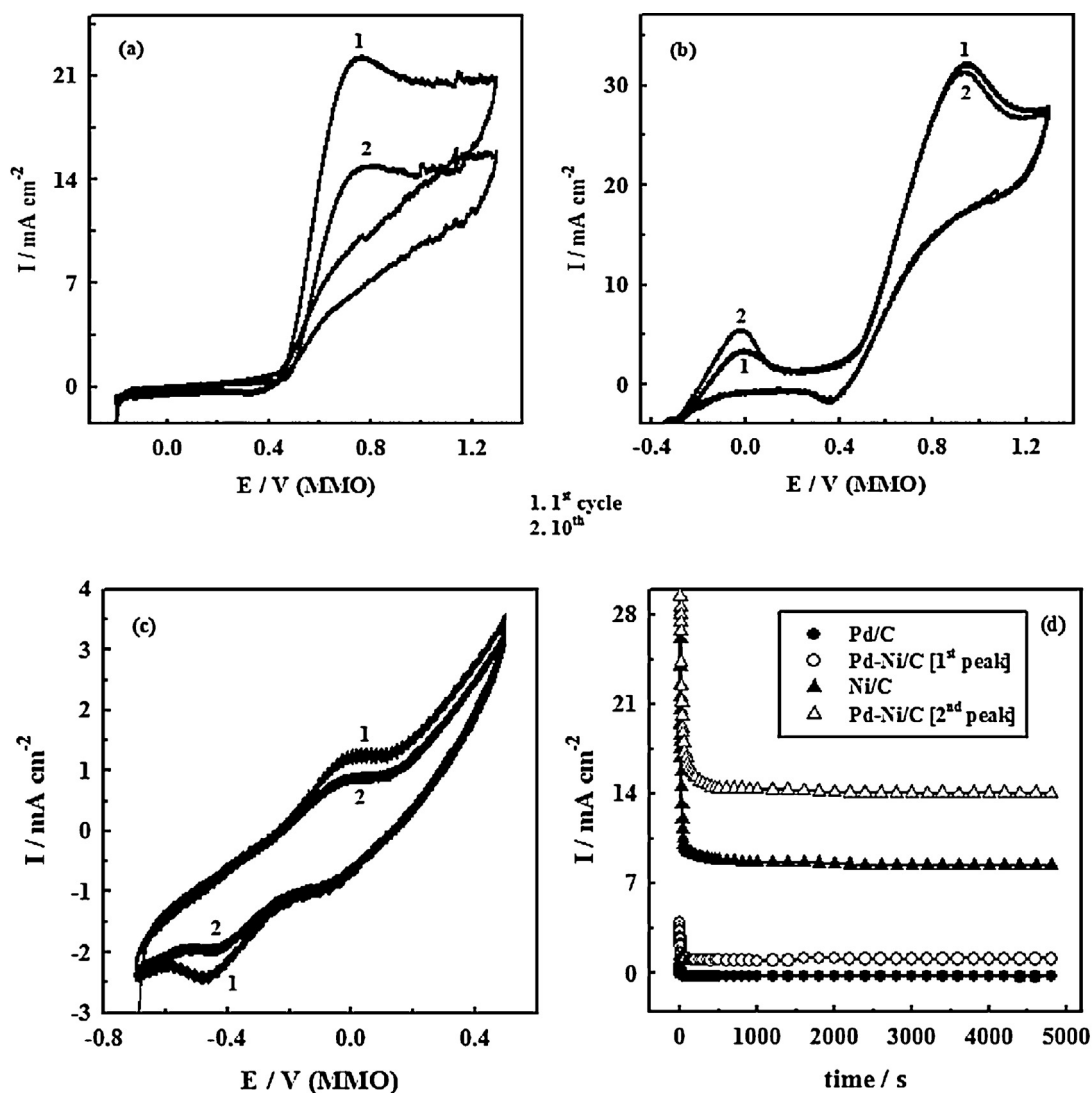 (a)
1
2
21
14
7
0
I / mA cm-2
0.0 0.4 0.8 1.2
E / V (MMO)
(b)
1
2
2
1
30
20
30
10
0
I / mA cm-2
-0.4 0.0 0.4 0.8 1.2
E / V (MMO)
1. 1st cycle
2. 10th
(c)
1
2
2
1
4
3
2
1
0
-1
-2
-3
I / mA cm-2
-0.8 -0.4 0.0 0.4
E / V (MMO)
(d)
Pd/C
Pd-Ni/C [1st peak]
Ni/C
Pd-Ni/C [2nd peak]
28
21
14
7
0
I / mA cm-2
0 1000 2000 3000 4000 5000
time / s